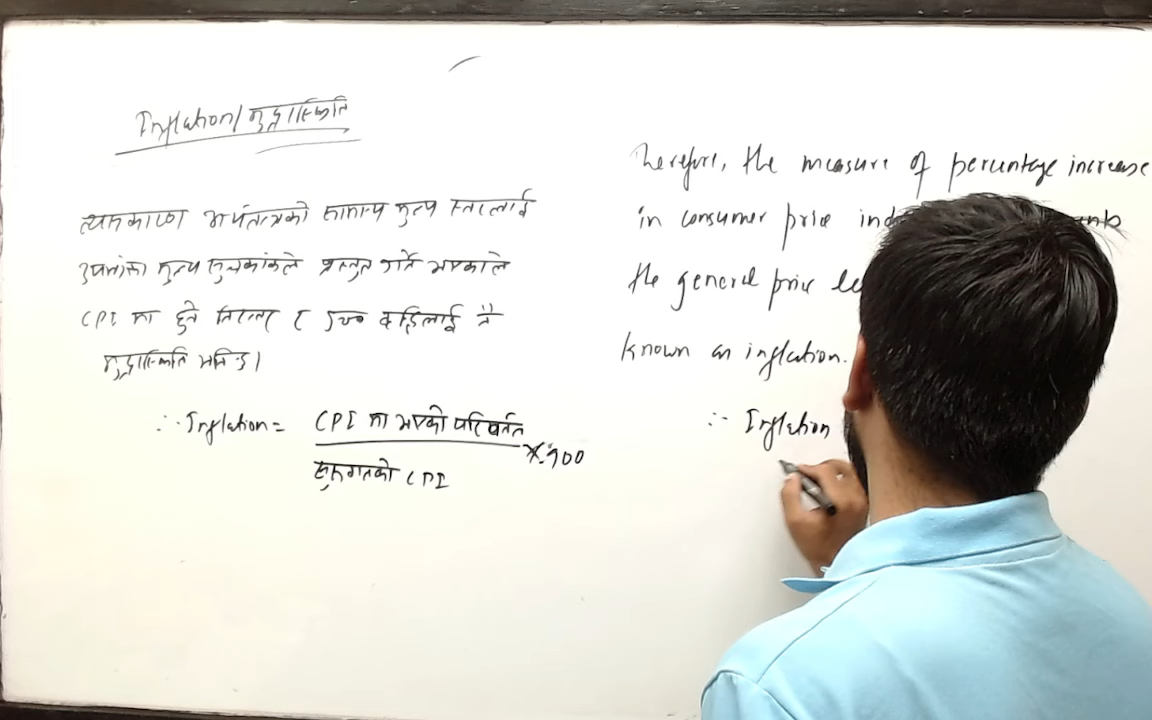 Inflation/मुद्रास्फिति
त्यसकारण अर्थतन्त्रको सामान्य मुल्य स्तरलाई
उपभोक्ता मुल्य सुचकांकले प्रस्तुत गर्ने भएकाले
CPI मा हुने निरन्तर र उच्च वृद्धिलाई नै
मुद्रास्फिति भनिन्छ।
∴ Inflation = CPI मा भएको परिवर्तन
सुरुवातको CPI
X 100
Therefore, the measure of percentage increase
in consumer price
the general price
known as inflation.
∴ Inflation